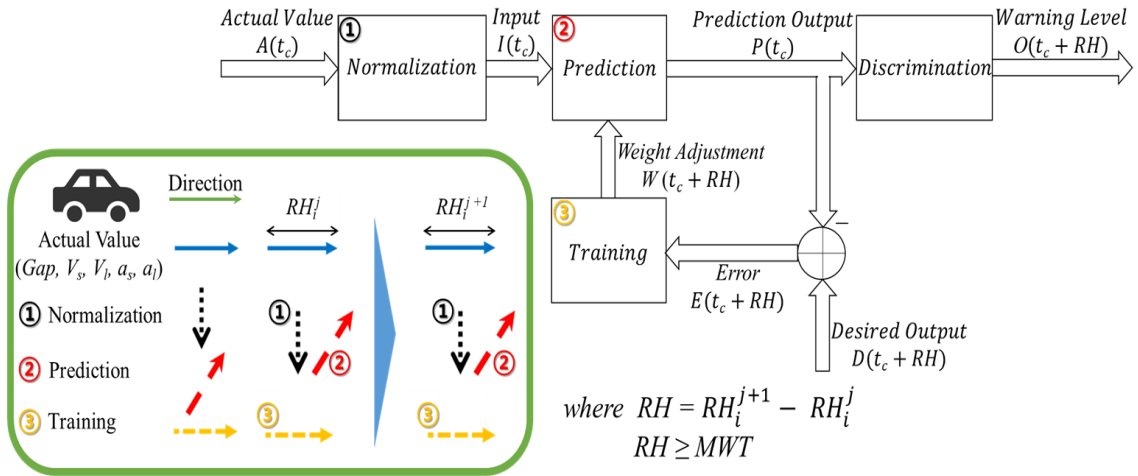 Actual Value
A(t_c)
①
Normalization
Input
I(t_c)
②
Prediction
Prediction Output
P(t_c)
Discrimination
Warning Level
O(t_c + RH)
Weight Adjustment
W(t_c + RH)
③
Training
Error
E(t_c + RH)
−
Desired Output
D(t_c + RH)
where RH = RH_i^{j+1} − RH_i^j
RH ≥ MWT
Direction
RH_i^j
RH_i^{j+1}
Actual Value
(Gap, V_s, V_l, a_s, a_l)
① Normalization
① ①
② Prediction
② ②
③ Training
③ ③